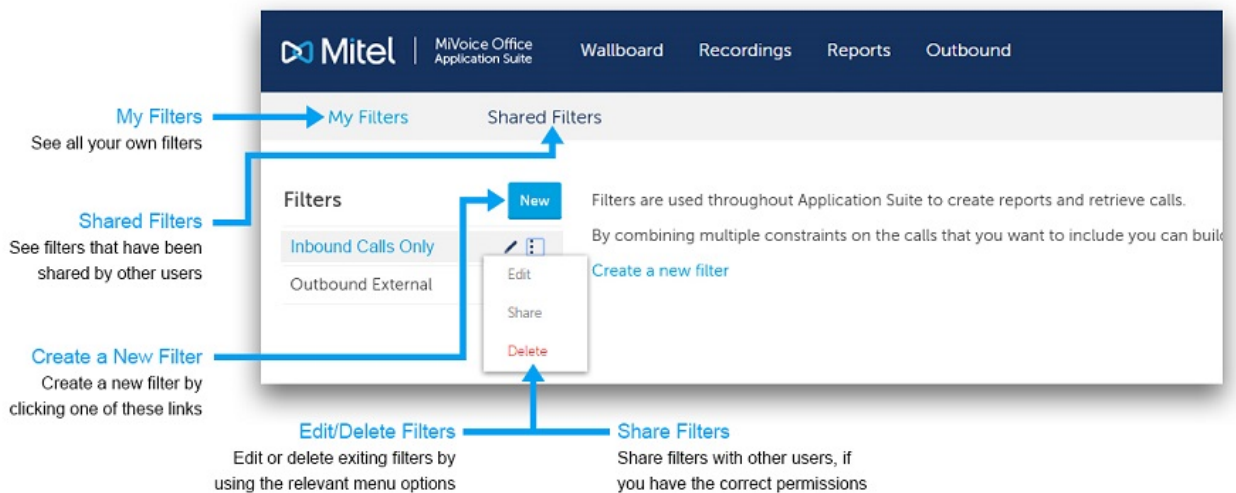 Mitel
MiVoice Office
Application Suite
Wallboard
Recordings
Reports
Outbound
My Filters
See all your own filters
My Filters
Shared Filters
Shared Filters
See filters that have been
shared by other users
Filters
New
Filters are used throughout Application Suite to create reports and retrieve calls.
Inbound Calls Only
By combining multiple constraints on the calls that you want to include you can
Outbound External
Create a new filter
Edit
Share
Delete
Create a New Filter
Create a new filter by
clicking one of these links
Edit/Delete Filters
Edit or delete exiting filters by
using the relevant menu options
Share Filters
Share filters with other users, if
you have the correct permissions